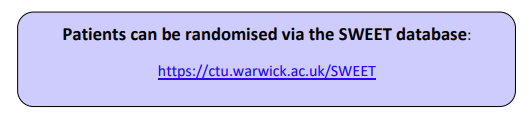 Patients can be randomised via the SWEET database:
https://ctu.warwick.ac.uk/SWEET